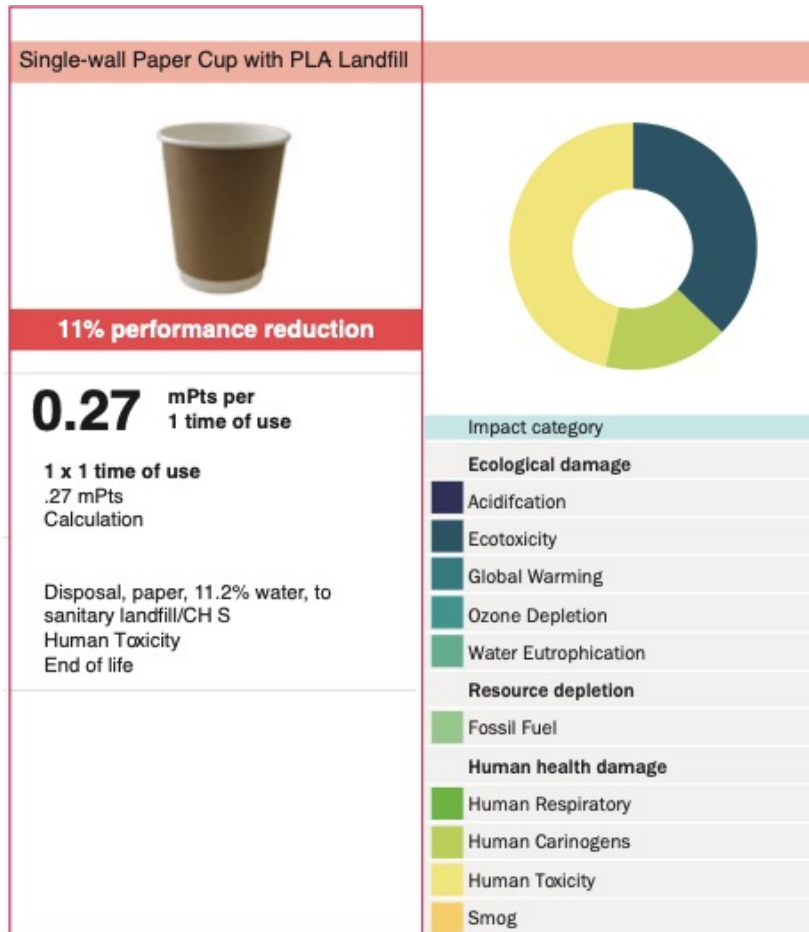 Single-wall Paper Cup with PLA Landfill
11% performance reduction
0.27
mPts per
1 time of use
1 x 1 time of use
.27 mPts
Calculation
Disposal, paper, 11.2% water, to
sanitary landfill/CH S
Human Toxicity
End of life
Impact category
Ecological damage
Acidifcation
Ecotoxicity
Global Warming
Ozone Depletion
Water Eutrophication
Resource depletion
Fossil Fuel
Human health damage
Human Respiratory
Human Carinogens
Human Toxicity
Smog